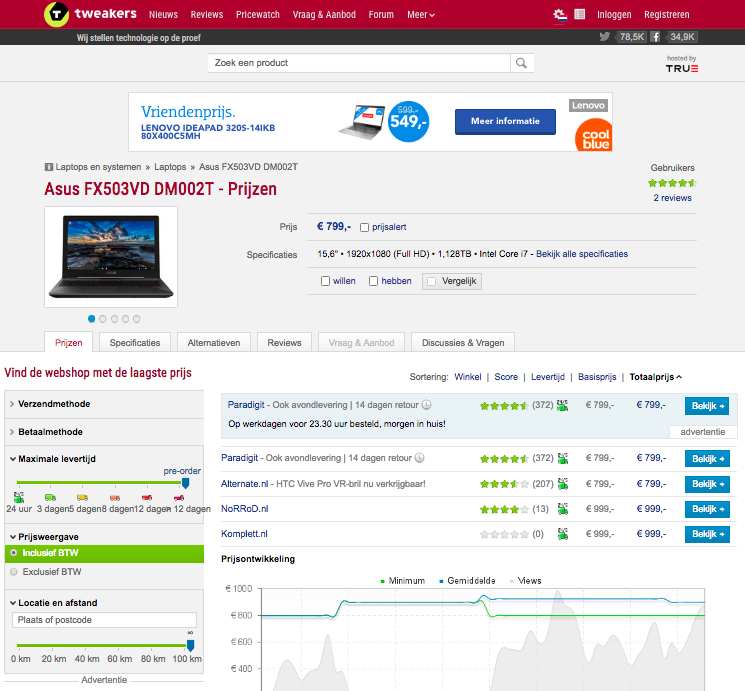 tweakers Nieuws Reviews Pricewatch Vraag & Aanbod Forum Meer Inloggen Registreren
Wij stellen technologie op de proef 78,5K 34,9K
Zoek een product
hosted by
TRUE
Vriendenprijs.
LENOVO IDEAPAD 320S-14IKB
80X400C5MH
599,-
549,-
Meer informatie
Lenovo
cool
blue
Laptops en systemen » Laptops » Asus FX503VD DM002T
Gebruikers
Asus FX503VD DM002T - Prijzen
2 reviews
Prijs € 799,- prijsalert
Specificaties 15,6" • 1920x1080 (Full HD) • 1,128TB • Intel Core i7 - Bekijk alle specificaties
willen hebben Vergelijk
Prijzen Specificaties Alternatieven Reviews Vraag & Aanbod Discussies & Vragen
Vind de webshop met de laagste prijs
Sortering: Winkel | Score | Levertijd | Basisprijs | Totaalprijs
Verzendmethode
Betaalmethode
Maximale levertijd
pre-order
24 uur 3 dagen 5 dagen 8 dagen 12 dagen > 12 dagen
Prijsweergave
Inclusief BTW
Exclusief BTW
Locatie en afstand
Plaats of postcode
∞
0 km 20 km 40 km 60 km 80 km 100 km
Advertentie
Paradigit - Ook avondlevering | 14 dagen retour (372) € 799,- € 799,- Bekijk
Op werkdagen voor 23.30 uur besteld, morgen in huis!
advertentie
Paradigit - Ook avondlevering | 14 dagen retour (372) € 799,- € 799,- Bekijk
Alternate.nl - HTC Vive Pro VR-bril nu verkrijgbaar! (207) € 799,- € 799,- Bekijk
NoRRoD.nl (13) € 999,- € 999,- Bekijk
Komplett.nl (0) € 999,- € 999,- Bekijk
Prijsontwikkeling
Minimum Gemiddelde Views
€ 1000
€ 800
€ 600
€ 400